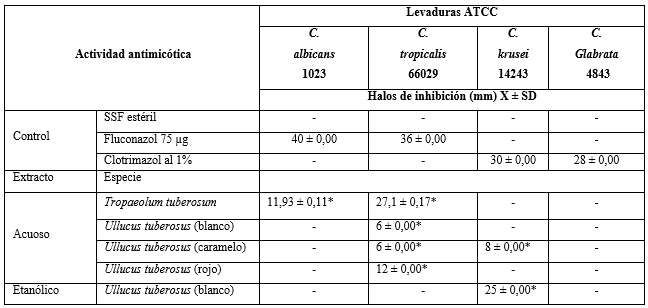 Actividad antimicótica Levaduras ATCC
C. albicans 1023 C. tropicalis 66029 C. krusei 14243 C. Glabrata 4843
Halos de inhibición (mm) X ± SD
Control SSF estéril - - - -
Fluconazol 75 µg 40 ± 0,00 36 ± 0,00 - -
Clotrimazol al 1% - - 30 ± 0,00 28 ± 0,00
Extracto Especie
Acuoso Tropaeolum tuberosum 11,93 ± 0,11* 27,1 ± 0,17* - -
Ullucus tuberosus (blanco) - 6 ± 0,00* - -
Ullucus tuberosus (caramelo) - 6 ± 0,00* 8 ± 0,00* -
Ullucus tuberosus (rojo) - 12 ± 0,00* - -
Etanólico Ullucus tuberosus (blanco) - - 25 ± 0,00* -